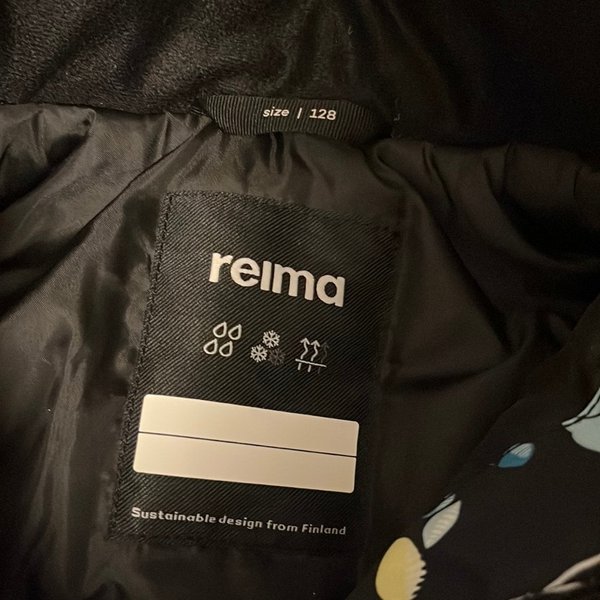 size | 128
reima
Sustainable design from Finland